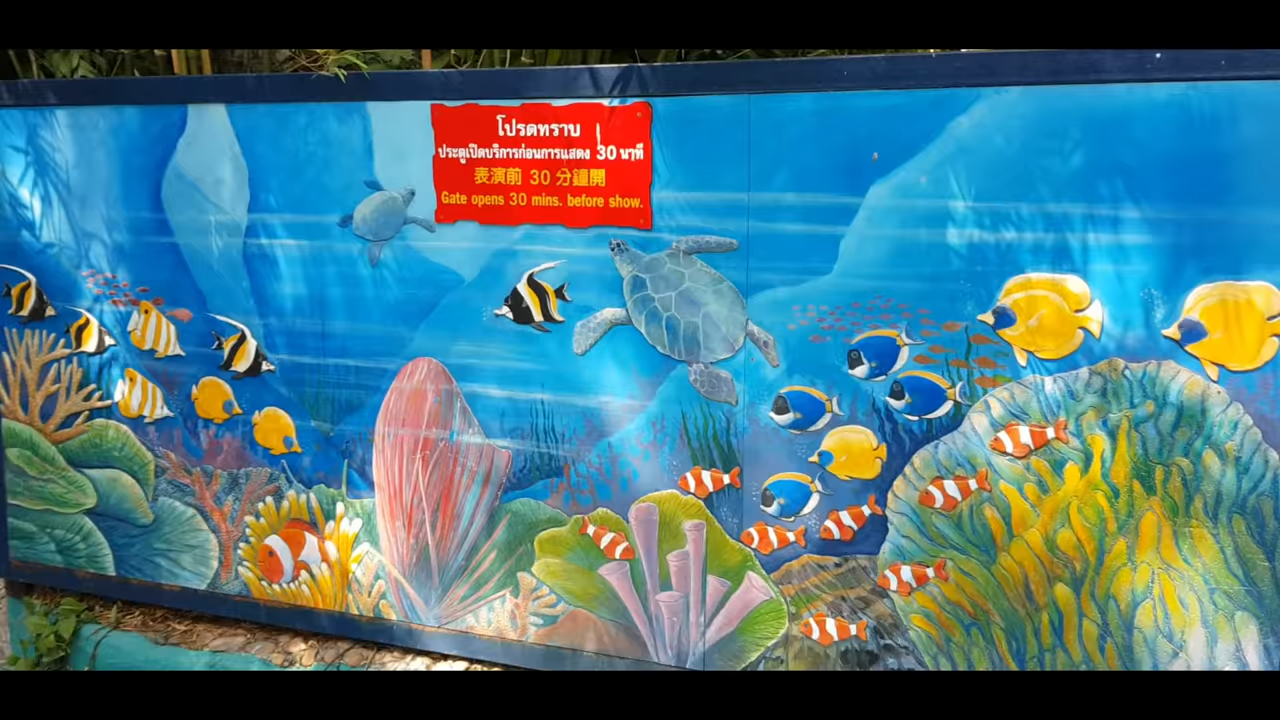 โปรดทราบ
ประตูเปิดบริการก่อนการแสดง 30 นาที
表演前 30 分鐘開
Gate opens 30 mins. before show.